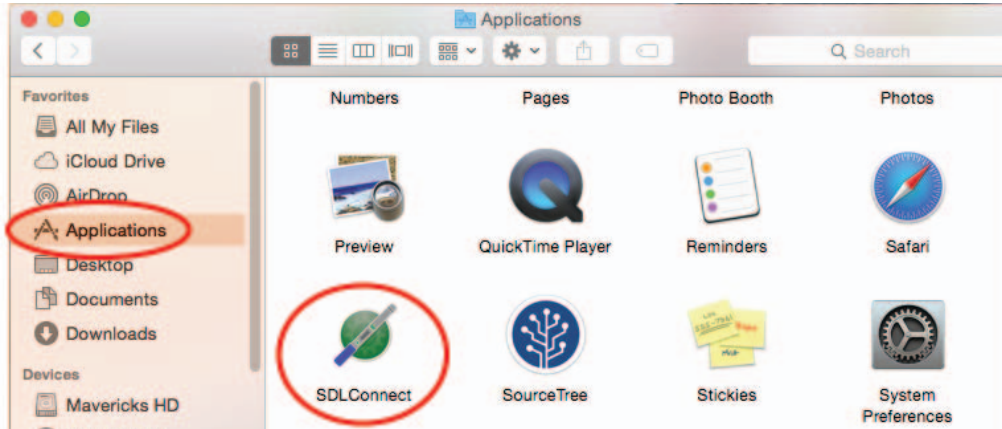 Applications
Search
Favorites
All My Files
iCloud Drive
AirDrop
Applications
Desktop
Documents
Downloads
Devices
Mavericks HD
Numbers Pages Photo Booth Photos
Preview QuickTime Player Reminders Safari
SDLConnect SourceTree Stickies System
Preferences